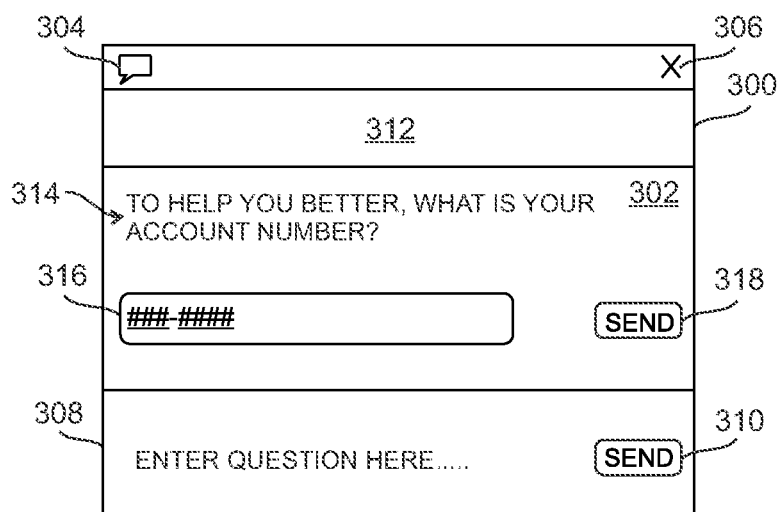 304
306
300
312
314
TO HELP YOU BETTER, WHAT IS YOUR
ACCOUNT NUMBER?
302
316
###-####
318
SEND
308
310
ENTER QUESTION HERE.....
SEND